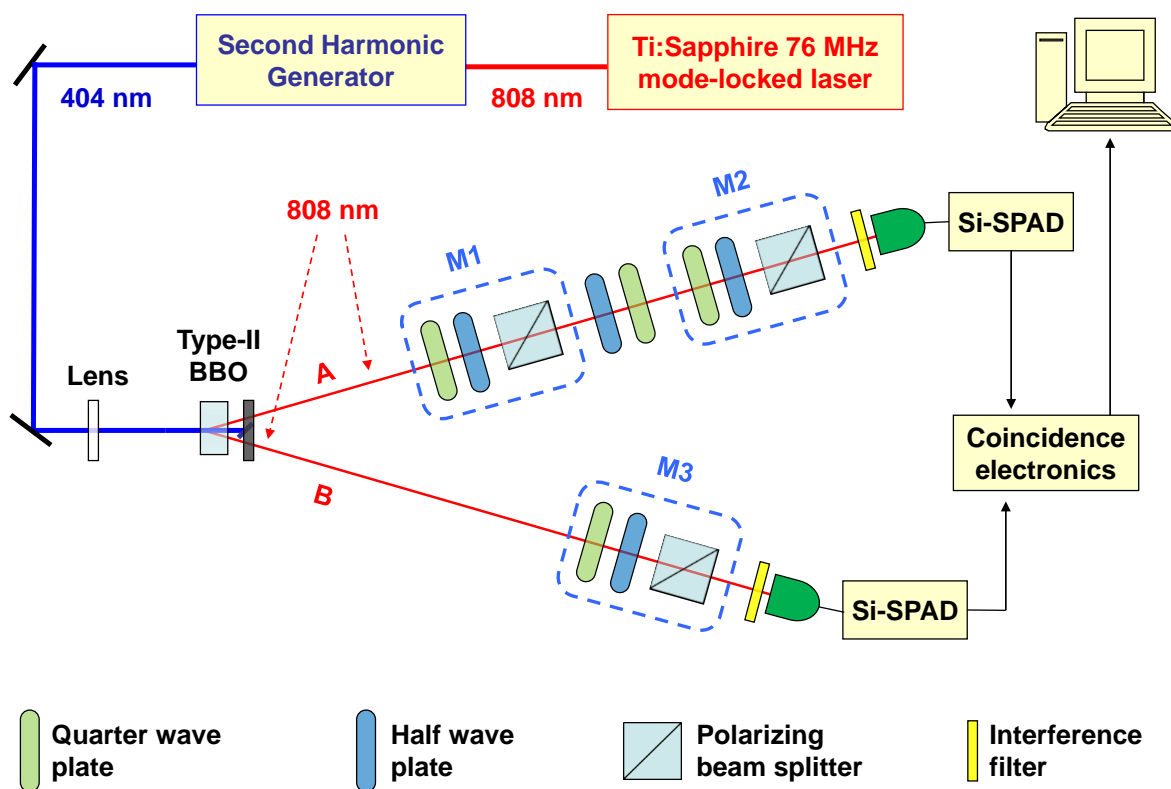 Second Harmonic
Generator
Ti:Sapphire 76 MHz
mode-locked laser
404 nm
808 nm
808 nm
M1
M2
Si-SPAD
Type-II
BBO
Lens
A
B
M3
Coincidence
electronics
Si-SPAD
Quarter wave
plate
Half wave
plate
Polarizing
beam splitter
Interference
filter